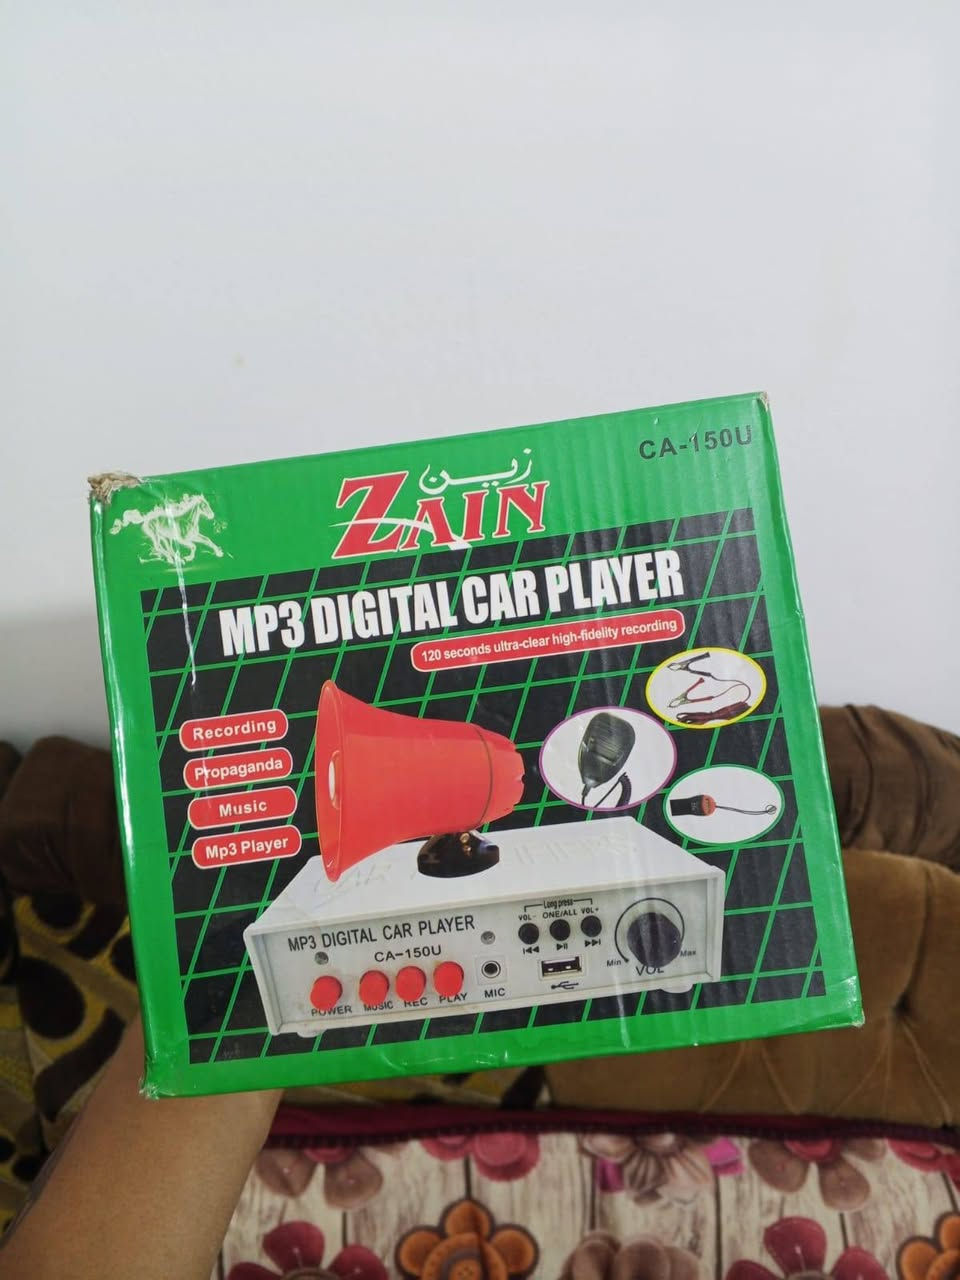 CA-150U
زين
ZAIN
MP3 DIGITAL CAR PLAYER
120 seconds ultra-clear high-fidelity recording
Recording
Propaganda
Music
Mp3 Player
MP3 DIGITAL CAR PLAYER
CA-150U
POWER MUSIC REC PLAY MIC
Long press
VOL- ONE/ALL VOL+
Min VOL Max